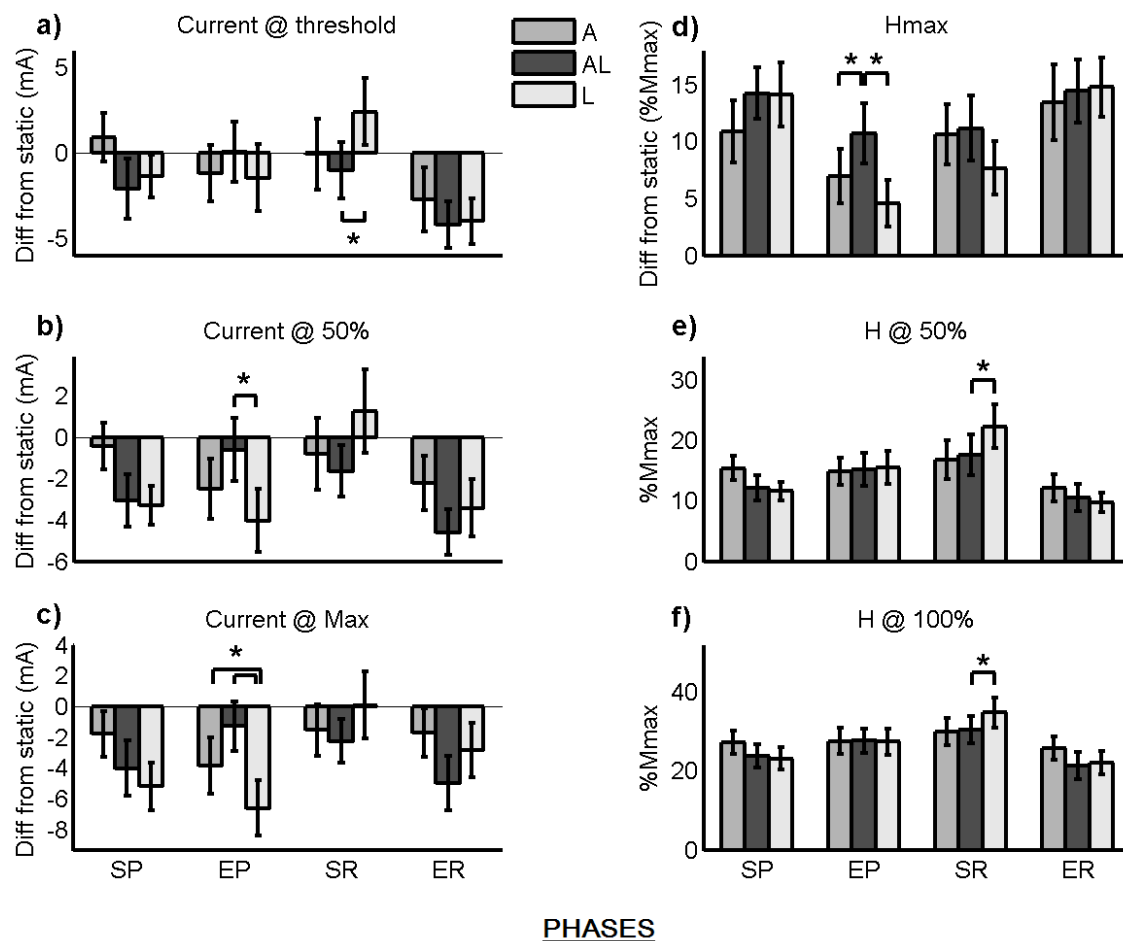 a) Current @ threshold
Diff from static (mA)
5
0
-5
*
A
AL
L
b) Current @ 50%
Diff from static (mA)
2
0
-2
-4
-6
*
c) Current @ Max
Diff from static (mA)
4
2
0
-2
-4
-6
-8
*
SP EP SR ER
d) Hmax
Diff from static (%Mmax)
15
10
5
0
* *
e) H @ 50%
%Mmax
30
20
10
0
*
f) H @ 100%
%Mmax
40
20
0
*
SP EP SR ER
PHASES